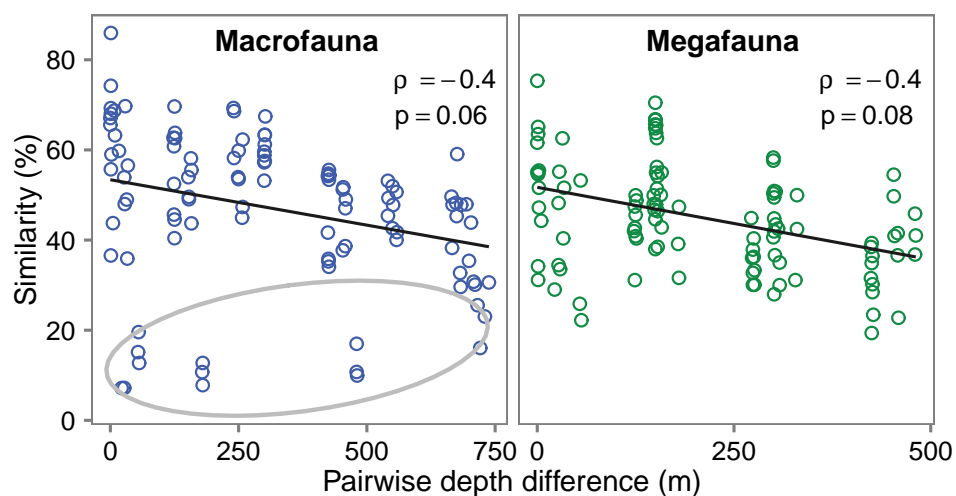 Macrofauna
Megafauna
ρ = −0.4
p = 0.06
ρ = −0.4
p = 0.08
Similarity (%)
80
60
40
20
0
0 250 500 750
0 250 500
Pairwise depth difference (m)